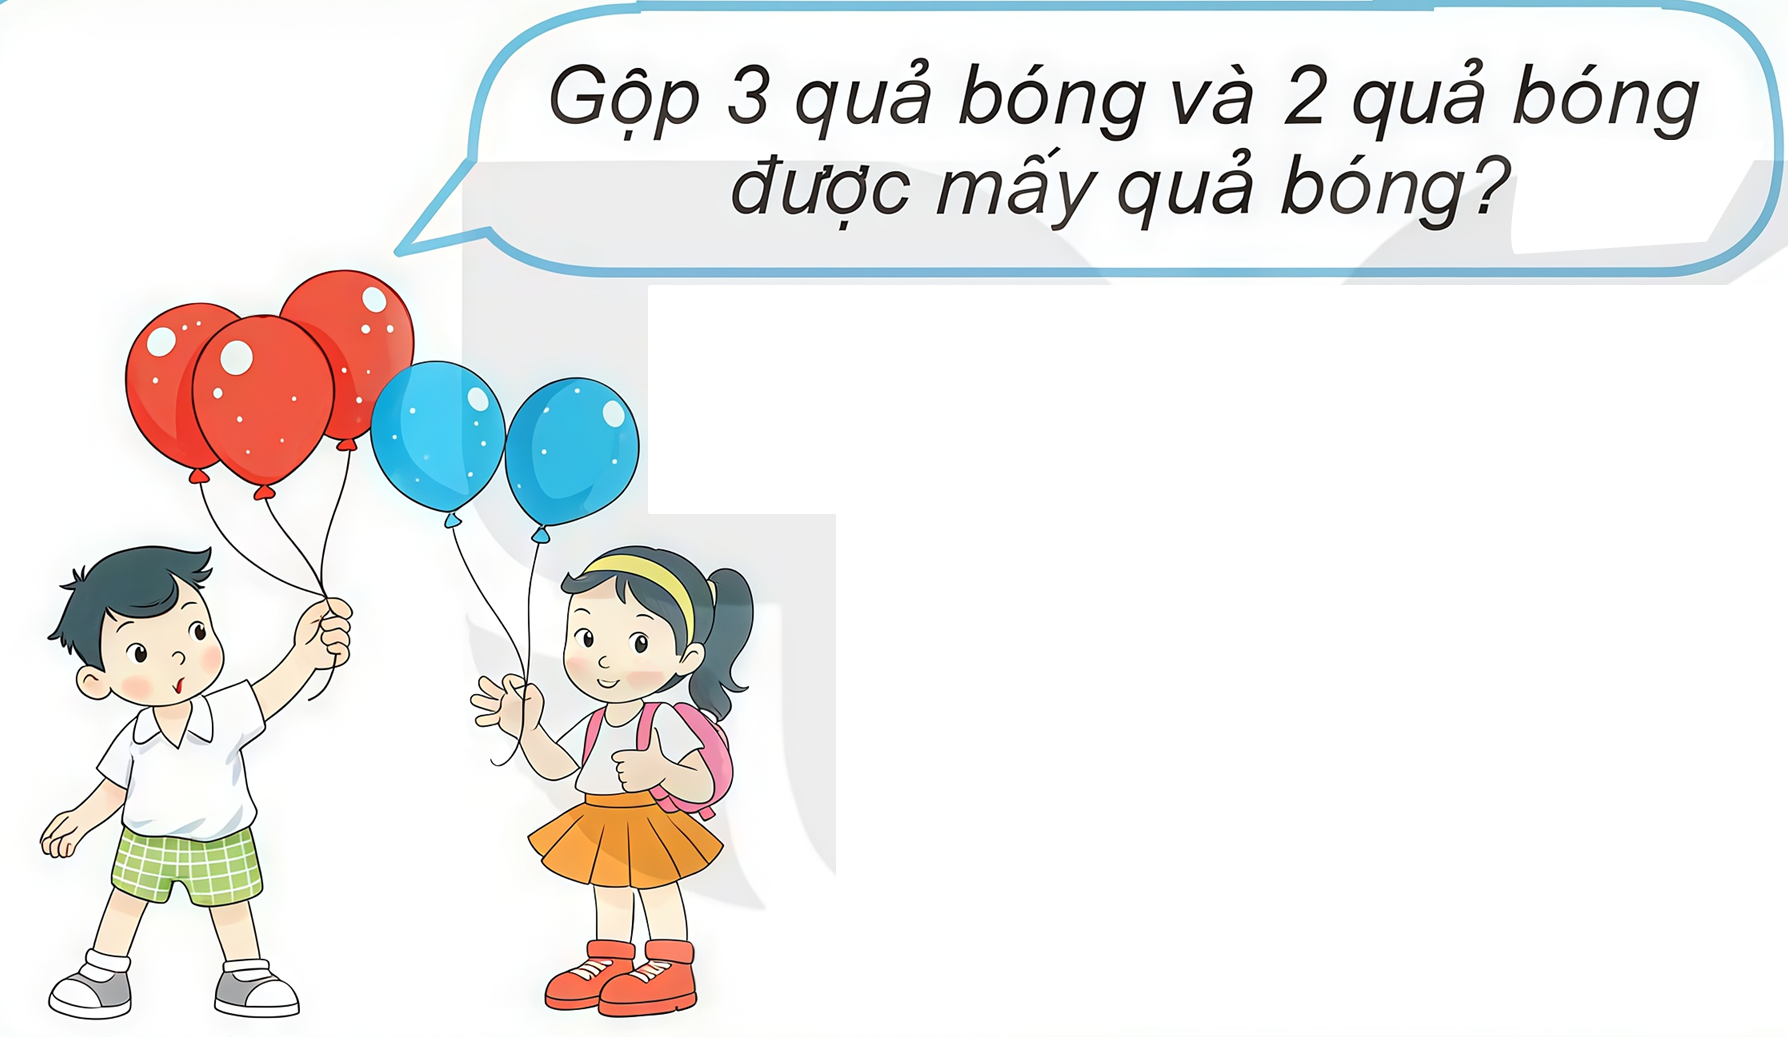 Gộp 3 quả bóng và 2 quả bóng
được mấy quả bóng?